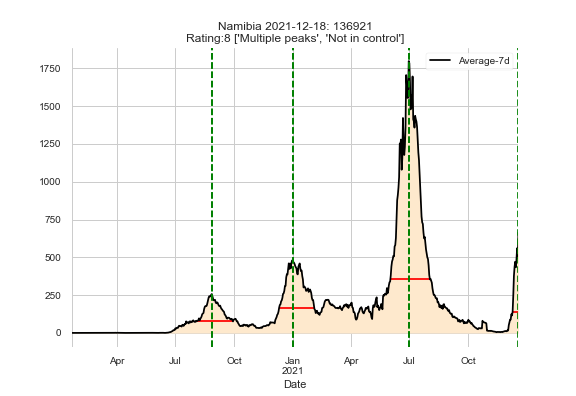 Namibia 2021-12-18: 136921
Rating:8 ['Multiple peaks', 'Not in control']
Average-7d
1750
1500
1250
1000
750
500
250
0
Apr Jul Oct Jan Apr Jul Oct
2021
Date